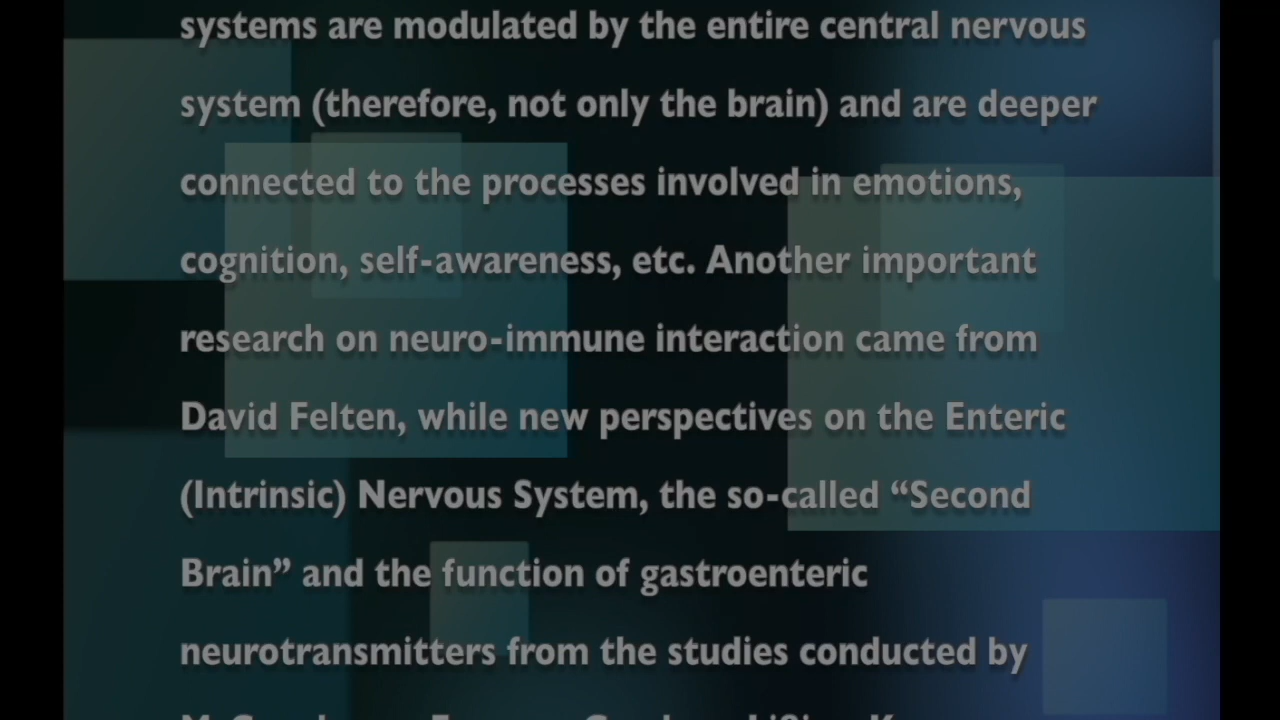 systems are modulated by the entire central nervous
system (therefore, not only the brain) and are deeper
connected to the processes involved in emotions,
cognition, self-awareness, etc. Another important
research on neuro-immune interaction came from
David Felten, while new perspectives on the Enteric
(Intrinsic) Nervous System, the so-called “Second
Brain” and the function of gastroenteric
neurotransmitters from the studies conducted by